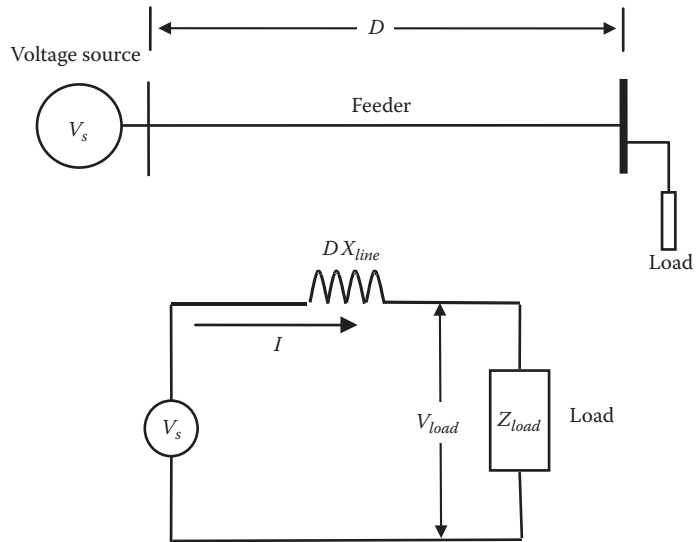 D
Voltage source
V_s
Feeder
Load
D X_line
I
V_s
V_load
Z_load
Load